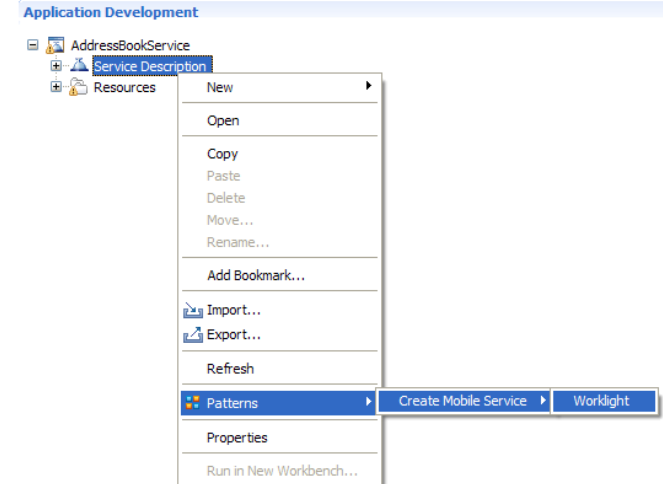 Application Development
AddressBookService
Service Description
Resources
New
Open
Copy
Paste
Delete
Move...
Rename...
Add Bookmark...
Import...
Export...
Refresh
Patterns Create Mobile Service Worklight
Properties
Run in New Workbench...